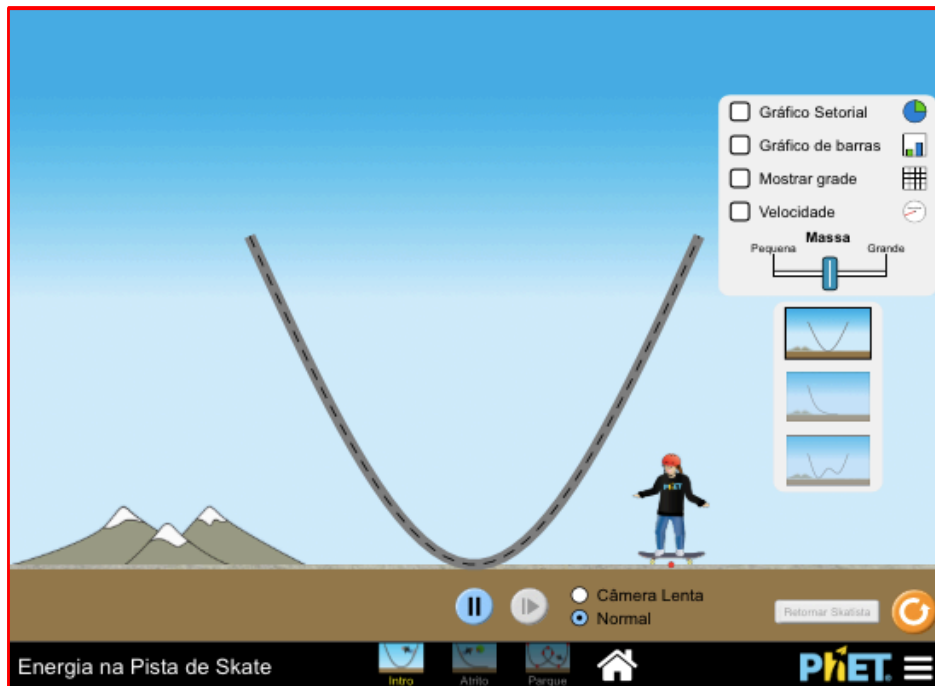 Gráfico Setorial
Gráfico de barras
Mostrar grade
Velocidade
Massa
Pequena
Grande
PhET
Câmera Lenta
Normal
Retornar Skatista
Energia na Pista de Skate
Intro
Atrito
Parque
PhET